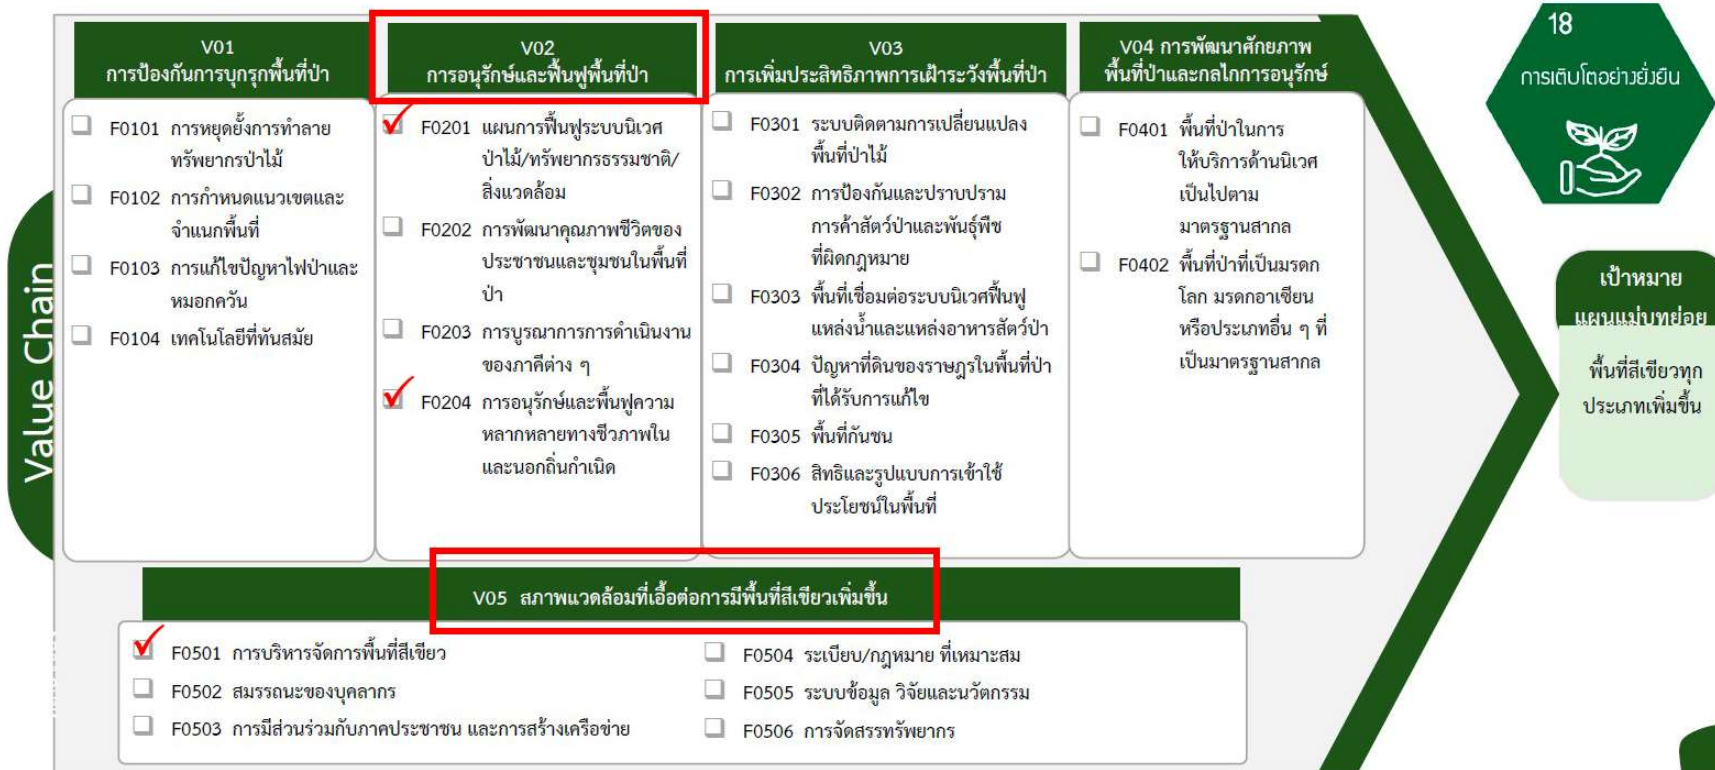 V01
การป้องกันการบุกรุกพื้นที่ป่า
F0101 การหยุดยั้งการทำลาย
ทรัพยากรป่าไม้
F0102 การกำหนดแนวเขตและ
จำแนกพื้นที่
F0103 การแก้ไขปัญหาไฟป่าและ
หมอกควัน
F0104 เทคโนโลยีที่ทันสมัย
V02
การอนุรักษ์และฟื้นฟูพื้นที่ป่า
F0201 แผนการฟื้นฟูระบบนิเวศ
ป่าไม้/ทรัพยากรธรรมชาติ/
สิ่งแวดล้อม
F0202 การพัฒนาคุณภาพชีวิตของ
ประชาชนและชุมชนในพื้นที่
ป่า
F0203 การบูรณาการการดำเนินงาน
ของภาคีต่าง ๆ
F0204 การอนุรักษ์และพื้นฟูความ
หลากหลายทางชีวภาพใน
และนอกถิ่นกำเนิด
V03
การเพิ่มประสิทธิภาพการเฝ้าระวังพื้นที่ป่า
F0301 ระบบติดตามการเปลี่ยนแปลง
พื้นที่ป่าไม้
F0302 การป้องกันและปราบปราม
การค้าสัตว์ป่าและพันธุ์พืช
ที่ผิดกฎหมาย
F0303 พื้นที่เชื่อมต่อระบบนิเวศฟื้นฟู
แหล่งน้ำและแหล่งอาหารสัตว์ป่า
F0304 ปัญหาที่ดินของราษฎรในพื้นที่ป่า
ที่ได้รับการแก้ไข
F0305 พื้นที่กันชน
F0306 สิทธิและรูปแบบการเข้าใช้
ประโยชน์ในพื้นที่
V04 การพัฒนาศักยภาพ
พื้นที่ป่าและกลไกการอนุรักษ์
F0401 พื้นที่ป่าในการ
ให้บริการด้านนิเวศ
เป็นไปตาม
มาตรฐานสากล
F0402 พื้นที่ป่าที่เป็นมรดก
โลก มรดกอาเซียน
หรือประเภทอื่น ๆ ที่
เป็นมาตรฐานสากล
V05 สภาพแวดล้อมที่เอื้อต่อการมีพื้นที่สีเขียวเพิ่มขึ้น
F0501 การบริหารจัดการพื้นที่สีเขียว
F0502 สมรรถนะของบุคลากร
F0503 การมีส่วนร่วมกับภาคประชาชน และการสร้างเครือข่าย
F0504 ระเบียบ/กฎหมาย ที่เหมาะสม
F0505 ระบบข้อมูล วิจัยและนวัตกรรม
F0506 การจัดสรรทรัพยากร
Value Chain
18
การเติบโตอย่างยั่งยืน
เป้าหมาย
แผนแม่บทย่อย
พื้นที่สีเขียวทุก
ประเภทเพิ่มขึ้น